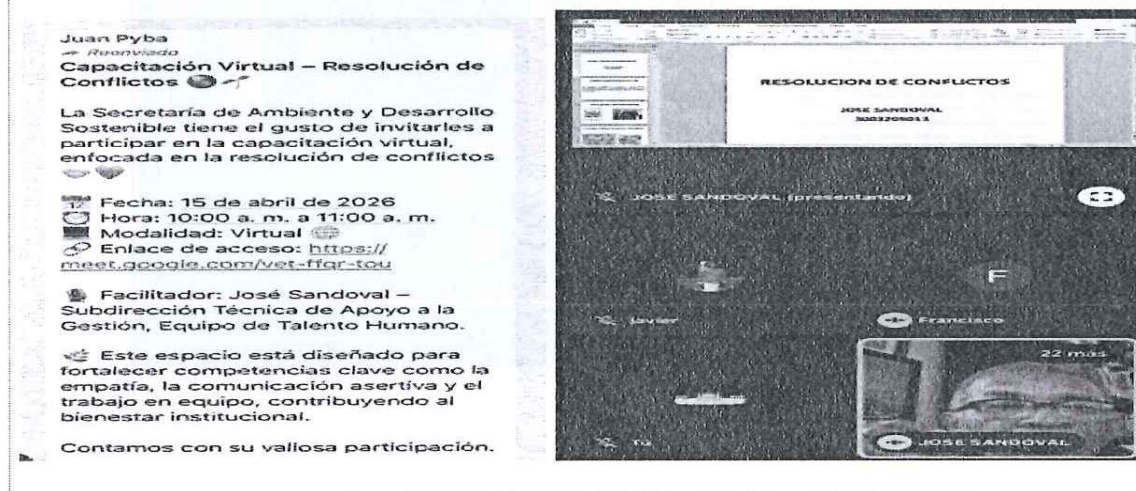 Juan Pyba
Reenviado
Capacitación Virtual – Resolución de
Conflictos
La Secretaría de Ambiente y Desarrollo
Sostenible tiene el gusto de invitarles a
participar en la capacitación virtual,
enfocada en la resolución de conflictos
Fecha: 15 de abril de 2026
Hora: 10:00 a. m. a 11:00 a. m.
Modalidad: Virtual
Enlace de acceso: https://
meet.google.com/vet-ffqr-tou
Facilitador: José Sandoval –
Subdirección Técnica de Apoyo a la
Gestión, Equipo de Talento Humano.
Este espacio está diseñado para
fortalecer competencias clave como la
empatía, la comunicación asertiva y el
trabajo en equipo, contribuyendo al
bienestar institucional.
Contamos con su valiosa participación.
RESOLUCION DE CONFLICTOS
JOSE SANDOVAL
JOSE SANDOVAL (presentando)
F
Javier
Francisco
22 más
Tú
JOSE SANDOVAL